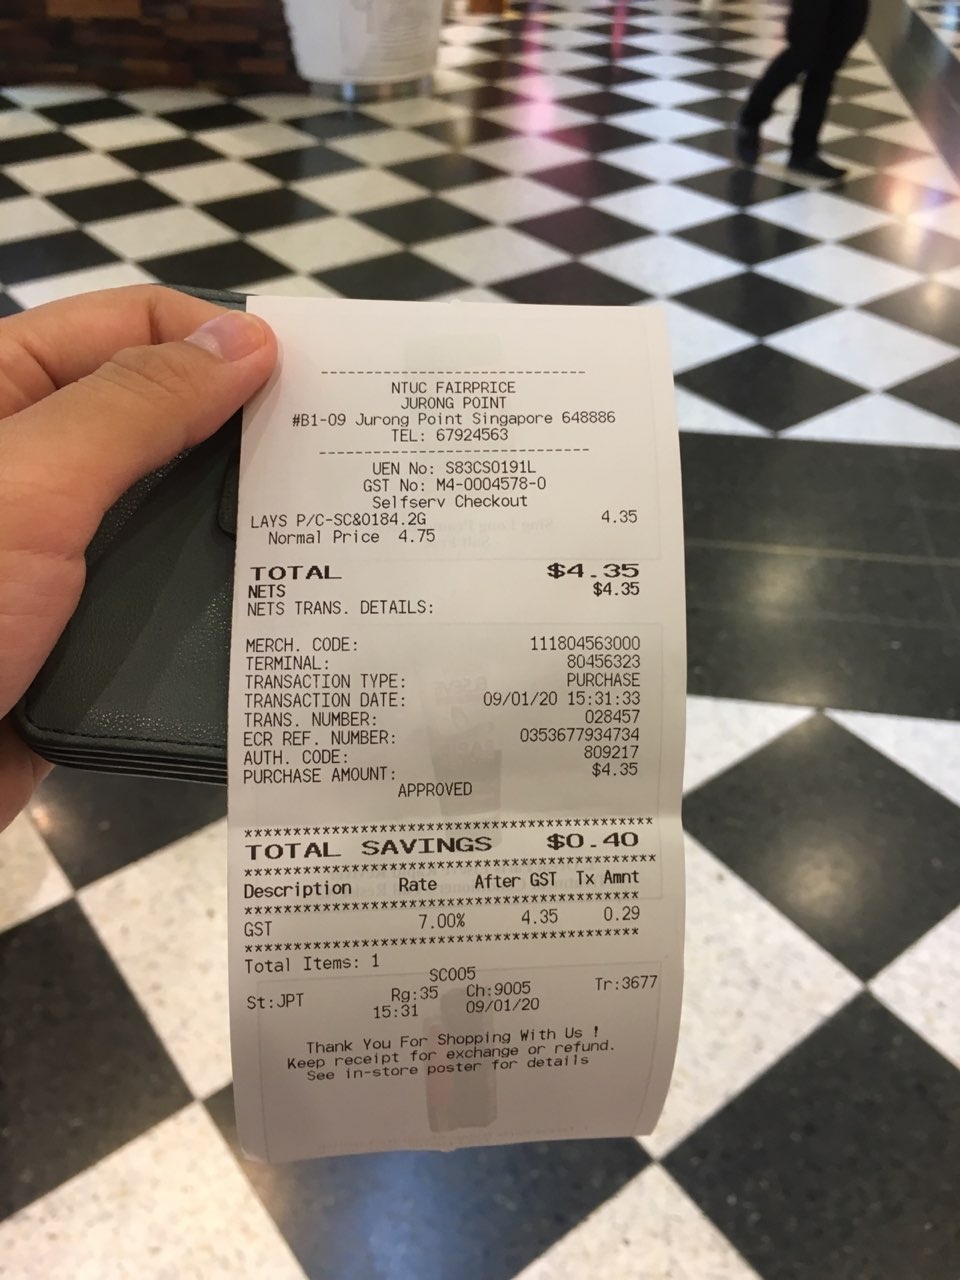 --------------------------------
NTUC FAIRPRICE
JURONG POINT
#B1-09 Jurong Point Singapore 648886
TEL: 67924563
--------------------------------
UEN No: S83CS0191L
GST No: M4-0004578-0
Selfserv Checkout
LAYS P/C-SC&O184.2G 4.35
Normal Price 4.75
TOTAL $4.35
NETS $4.35
NETS TRANS. DETAILS:
MERCH. CODE: 111804563000
TERMINAL: 80456323
TRANSACTION TYPE: PURCHASE
TRANSACTION DATE: 09/01/20 15:31:33
TRANS. NUMBER: 028457
ECR REF. NUMBER: 0353677934734
AUTH. CODE: 809217
PURCHASE AMOUNT: $4.35
APPROVED
******************************************
TOTAL SAVINGS $0.40
******************************************
Description Rate After GST Tx Amnt
******************************************
GST 7.00% 4.35 0.29
******************************************
Total Items: 1
SC005
St:JPT Rg:35 Ch:9005 Tr:3677
15:31 09/01/20
Thank You For Shopping With Us !
Keep receipt for exchange or refund.
See in-store poster for details